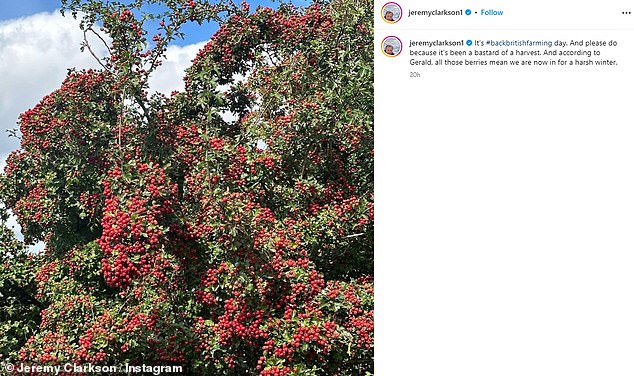 jeremyclarkson1 • Follow
•••
jeremyclarkson1 It's #backbritishfarming day. And please do
because it's been a bastard of a harvest. And according to
Gerald, all those berries mean we are now in for a harsh winter.
20h
© Jeremy Clarkson / Instagram